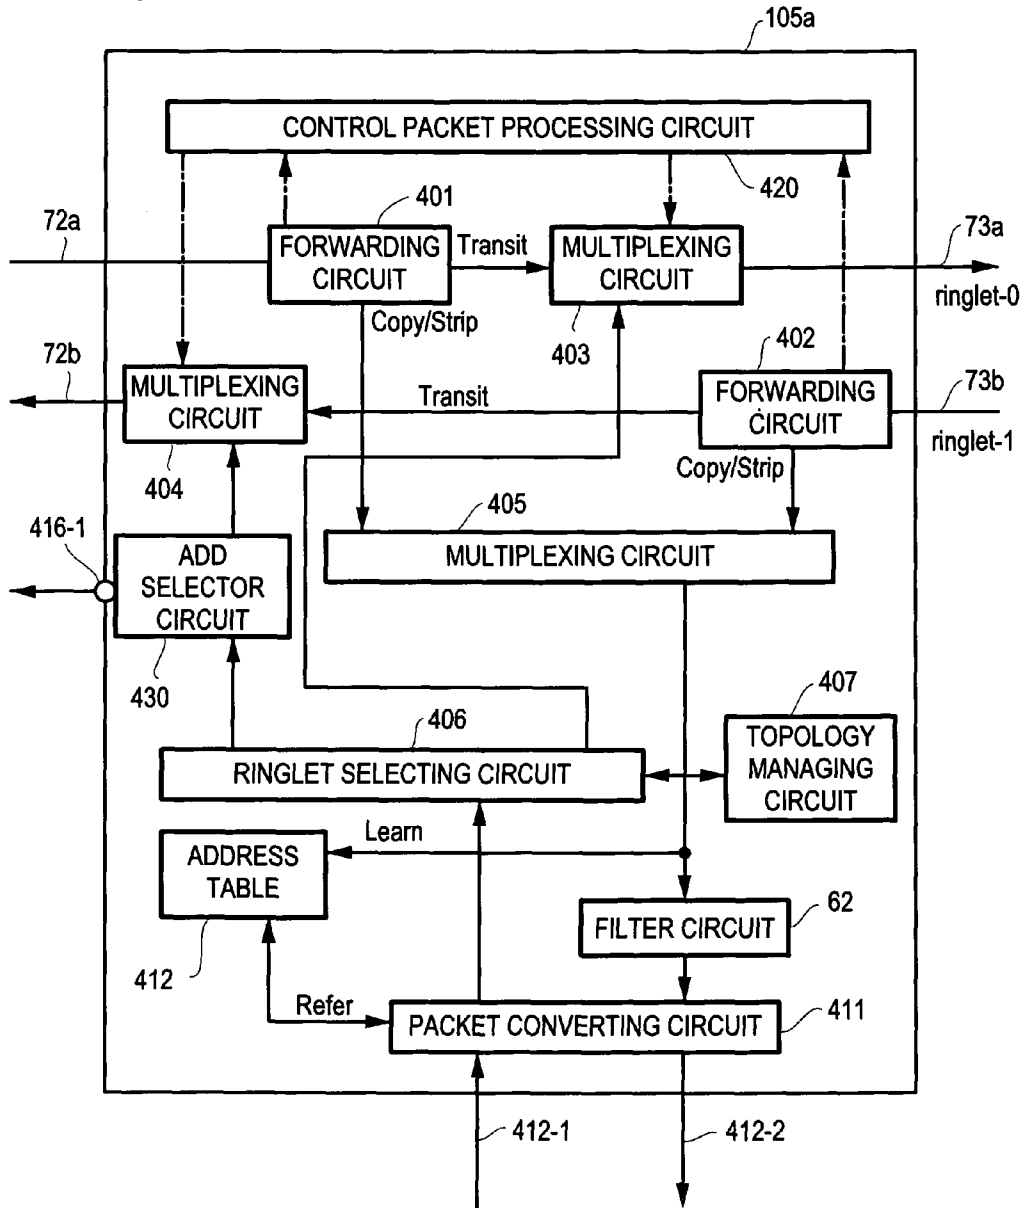 105a
CONTROL PACKET PROCESSING CIRCUIT
420
401
72a
FORWARDING
CIRCUIT
Transit
MULTIPLEXING
CIRCUIT
73a
ringlet-0
Copy/Strip
403
402
72b
MULTIPLEXING
CIRCUIT
Transit
FORWARDING
CIRCUIT
73b
ringlet-1
Copy/Strip
404
405
416-1
MULTIPLEXING CIRCUIT
ADD
SELECTOR
CIRCUIT
430
406
407
RINGLET SELECTING CIRCUIT
TOPOLOGY
MANAGING
CIRCUIT
Learn
ADDRESS
TABLE
62
FILTER CIRCUIT
412
Refer
PACKET CONVERTING CIRCUIT
411
412-1
412-2